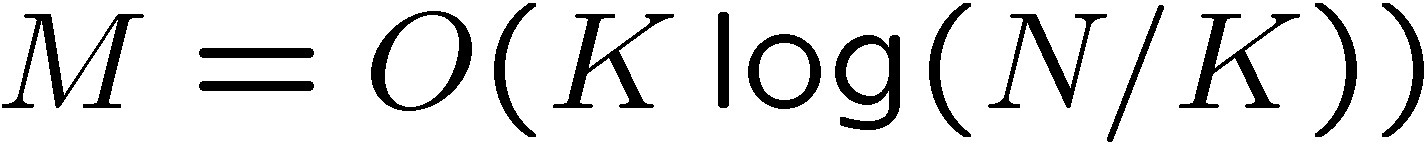 M = O(K log(N/K))